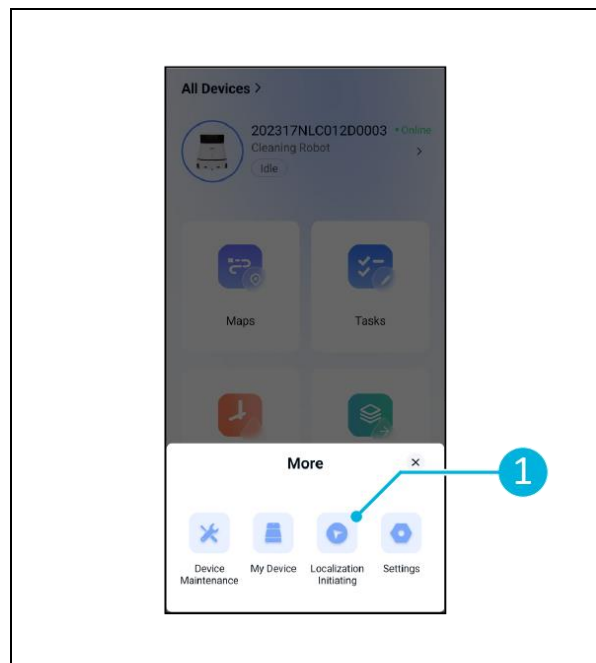 All Devices >
202317NLC012D0003 • Online
Cleaning Robot >
Idle
Maps Tasks
More ×
1
Device Maintenance
My Device
Localization Initiating
Settings